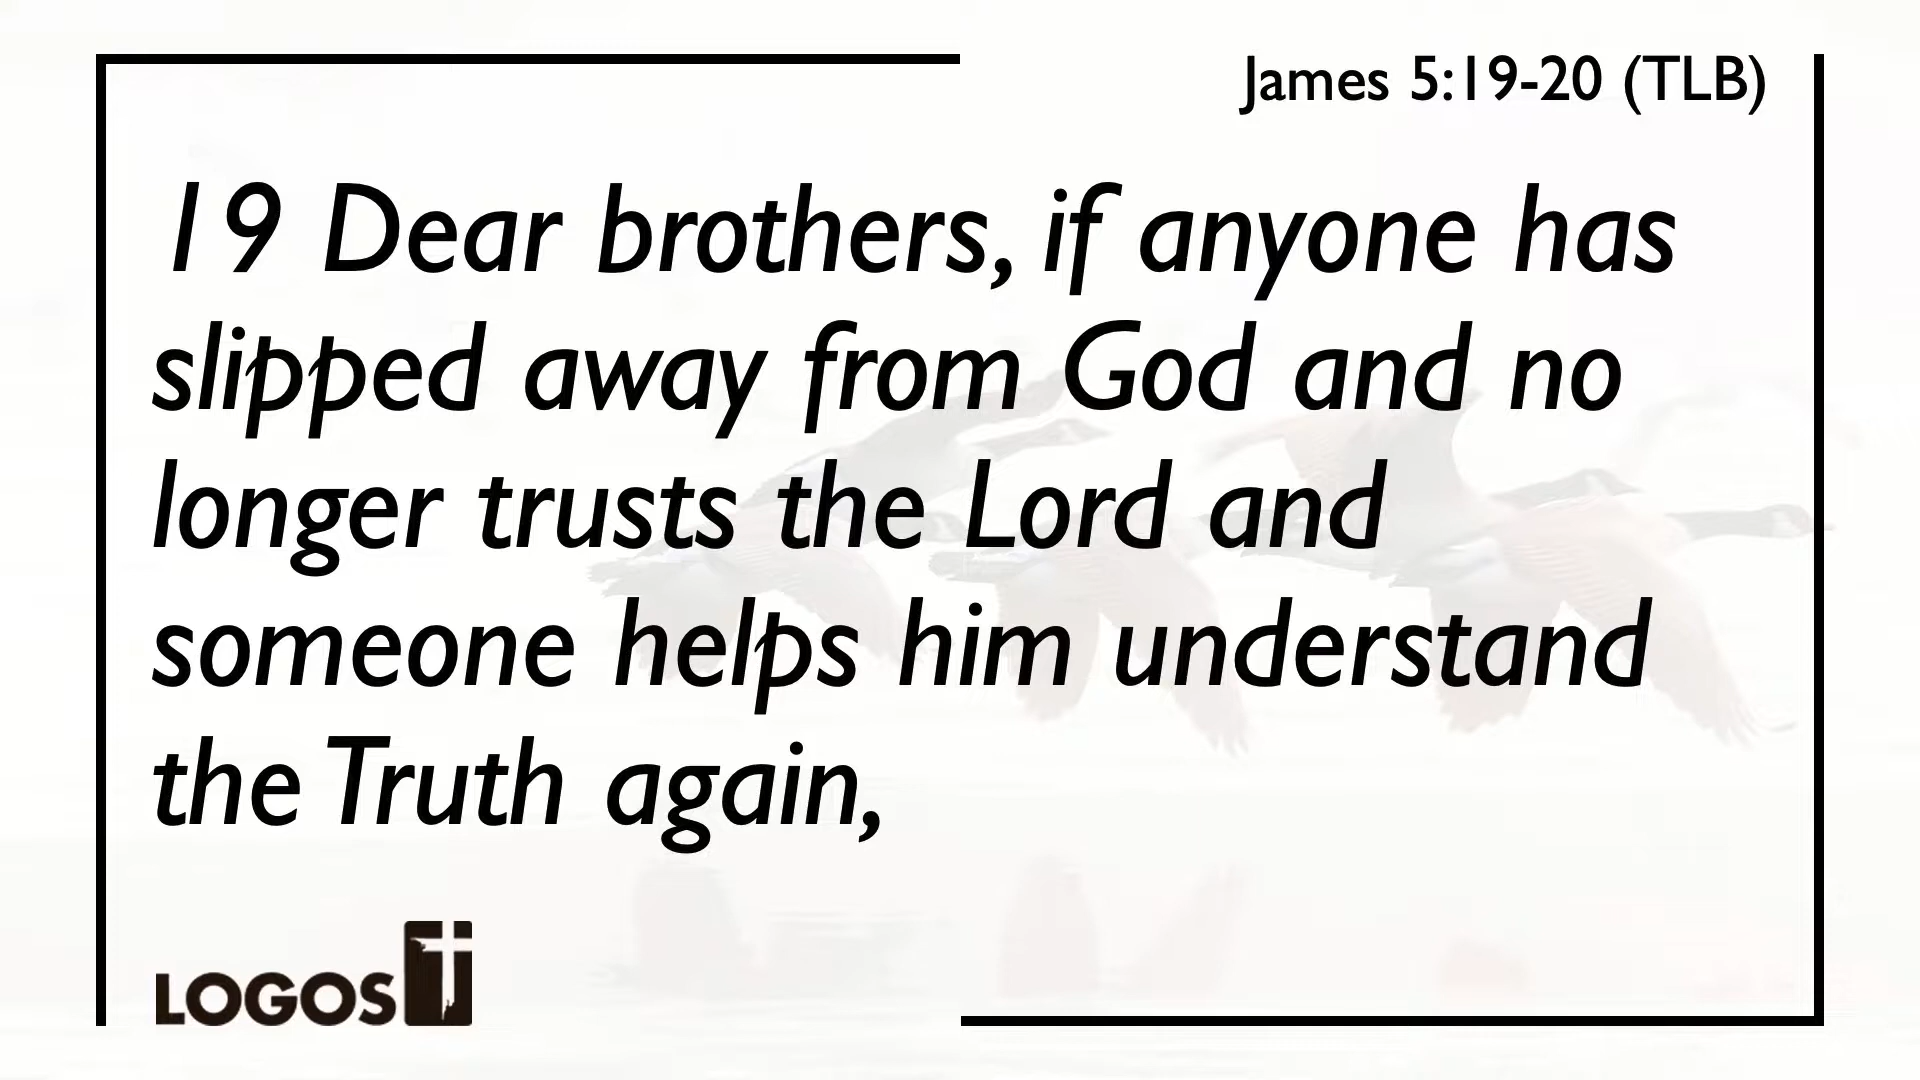 James 5:19-20 (TLB)
19 Dear brothers, if anyone has
slipped away from God and no
longer trusts the Lord and
someone helps him understand
the Truth again,
LOGOS